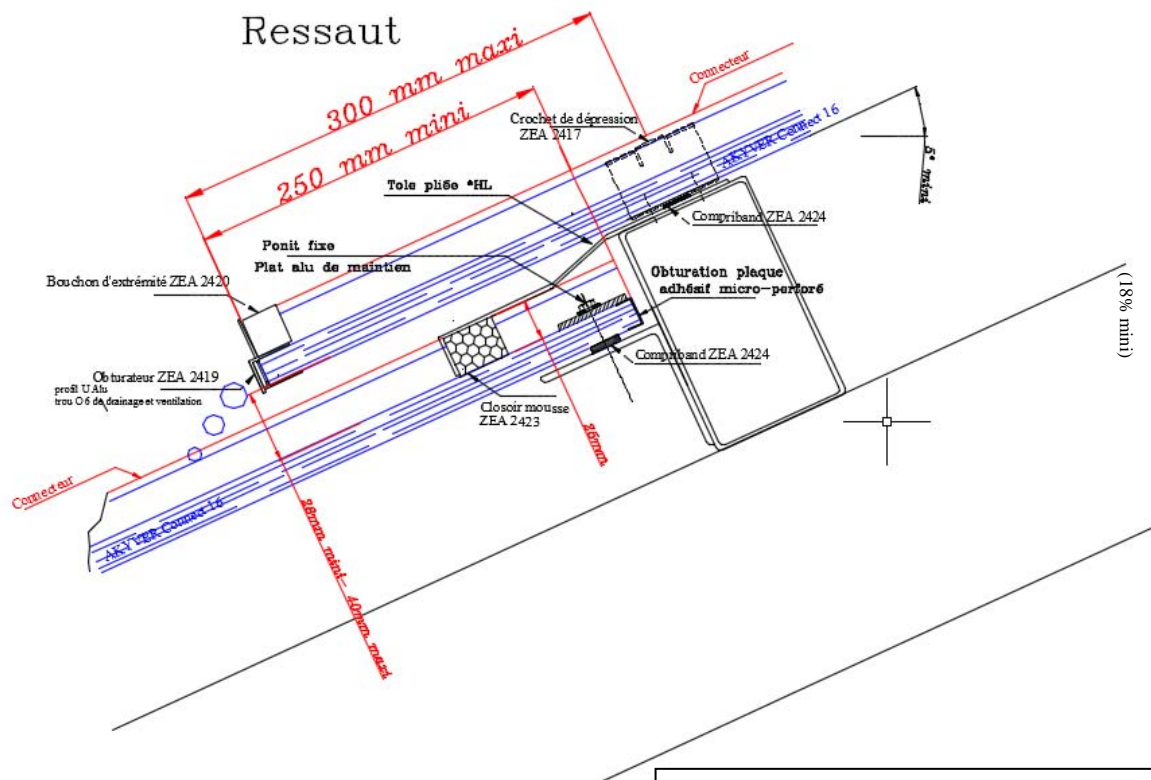 Ressaut
300 mm maxi
250 mm mini
Connecteur
Crochet de dépression
ZEA 2417
AKYVER Connect 16
5° mini
Tole pliée *HL
Compriband ZEA 2424
Ponit fixe
Plat alu de maintien
Obturation plaque
adhésif micro-perforé
Bouchon d'extrémité ZEA 2420
(18% mini)
Compriband ZEA 2424
Obturateur ZEA 2419
profil U Alu
trou O 6 de drainage et ventilation
Closoir mousse
ZEA 2423
25mm
Connecteur
AKYVER Connect 16
28mm mini- 40mm maxi